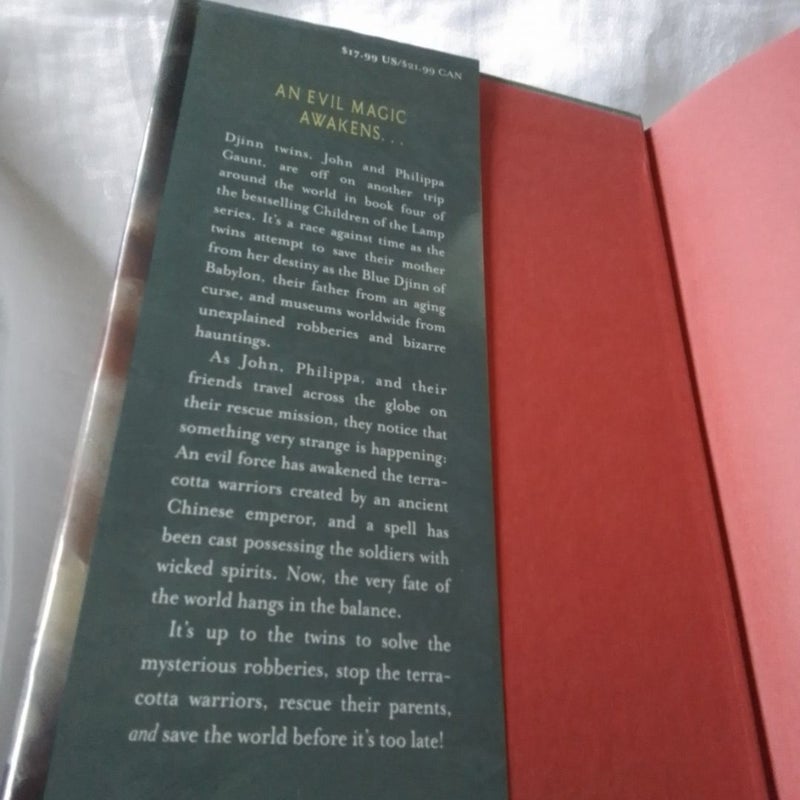 $17.99 US/$21.99 CAN
AN EVIL MAGIC
AWAKENS...
Djinn twins, John and Philippa
Gaunt, are off on another trip
around the world in book four of
the bestselling Children of the Lamp
series. It's a race against time as the
twins attempt to save their mother
from her destiny as the Blue Djinn of
Babylon, their father from an aging
curse, and museums worldwide from
unexplained robberies and bizarre
hauntings.
As John, Philippa, and their
friends travel across the globe on
their rescue mission, they notice that
something very strange is happening:
An evil force has awakened the terra-
cotta warriors created by an ancient
Chinese emperor, and a spell has
been cast possessing the soldiers with
wicked spirits. Now, the very fate of
the world hangs in the balance.
It's up to the twins to solve the
mysterious robberies, stop the terra-
cotta warriors, rescue their parents,
and save the world before it's too late!